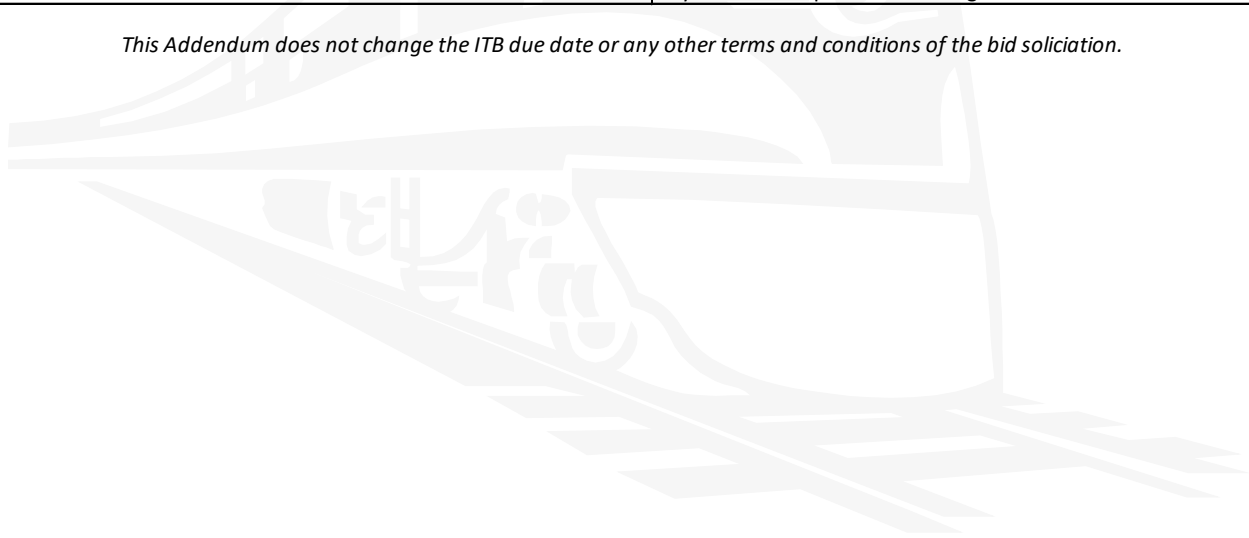 This Addendum does not change the ITB due date or any other terms and conditions of the bid soliciation.